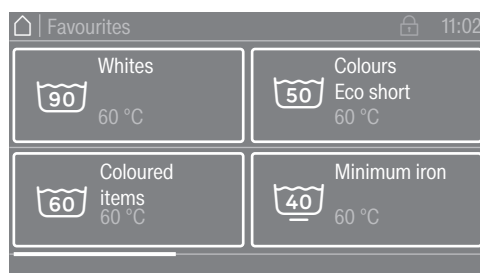 Favourites
11:02
Whites
90
60 °C
Colours
Eco short
50
60 °C
Coloured
items
60
60 °C
Minimum iron
40
60 °C